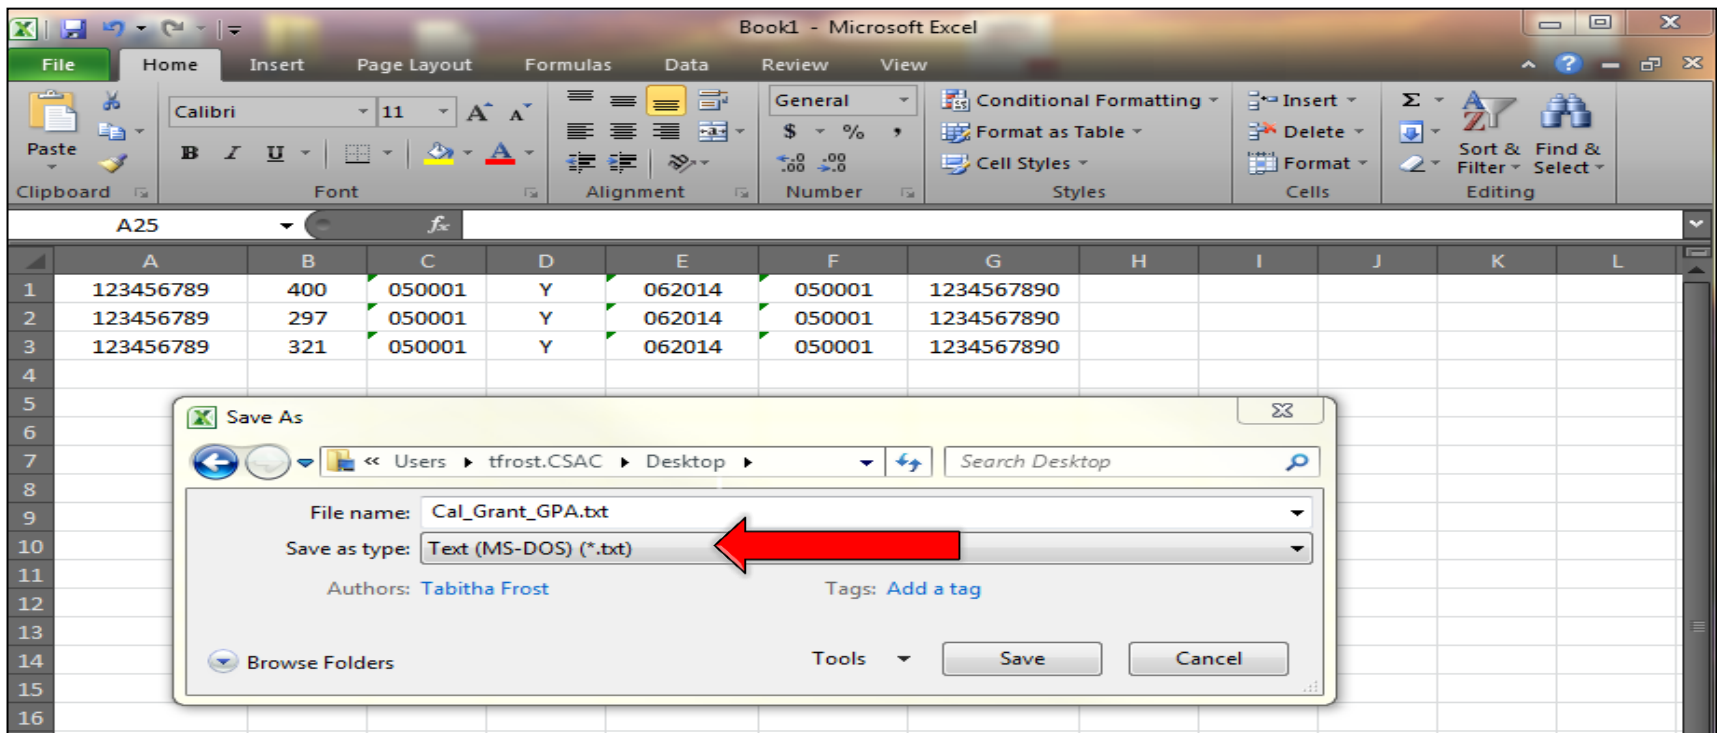 Book1 - Microsoft Excel
File Home Insert Page Layout Formulas Data Review View
Calibri 11 A A General Conditional Formatting Insert Σ
B I U A $ % , Format as Table Delete
Paste .0 .00 .00 .0 Cell Styles Format Sort & Filter Find & Select
Clipboard Font Alignment Number Styles Cells Editing
A25 fx
A B C D E F G H I J K L
1 123456789 400 050001 Y 062014 050001 1234567890
2 123456789 297 050001 Y 062014 050001 1234567890
3 123456789 321 050001 Y 062014 050001 1234567890
4
5
Save As
6
7 « Users tfrost.CSAC Desktop Search Desktop
8
9 File name: Cal_Grant_GPA.txt
10 Save as type: Text (MS-DOS) (*.txt)
11
Authors: Tabitha Frost Tags: Add a tag
12
13
14 Browse Folders Tools Save Cancel
15
16